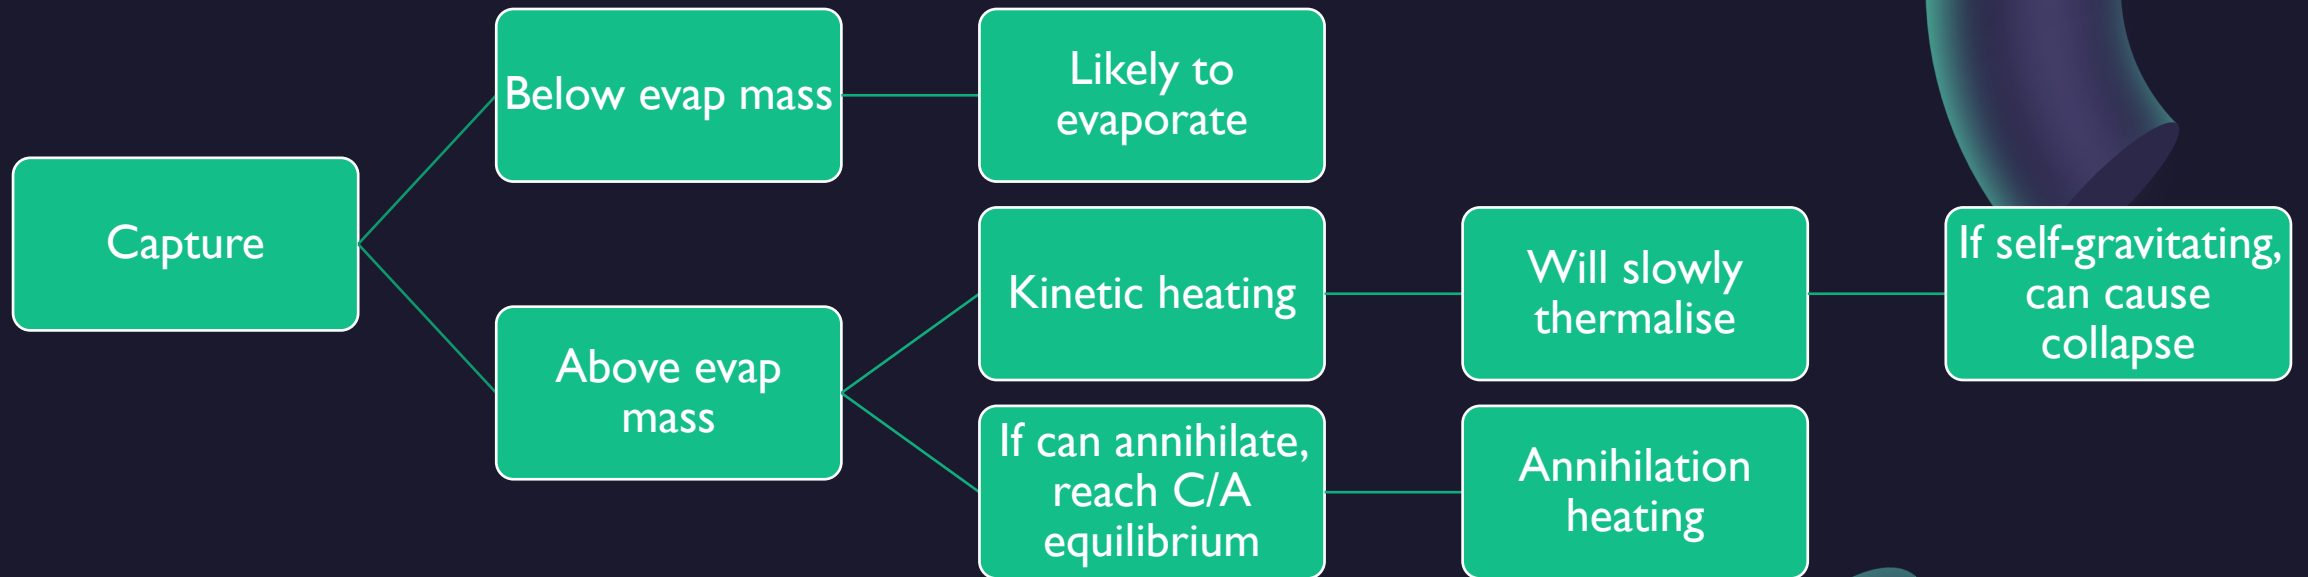 Capture
Below evap mass
Likely to
evaporate
Above evap
mass
Kinetic heating
Will slowly
thermalise
If self-gravitating,
can cause
collapse
If can annihilate,
reach C/A
equilibrium
Annihilation
heating